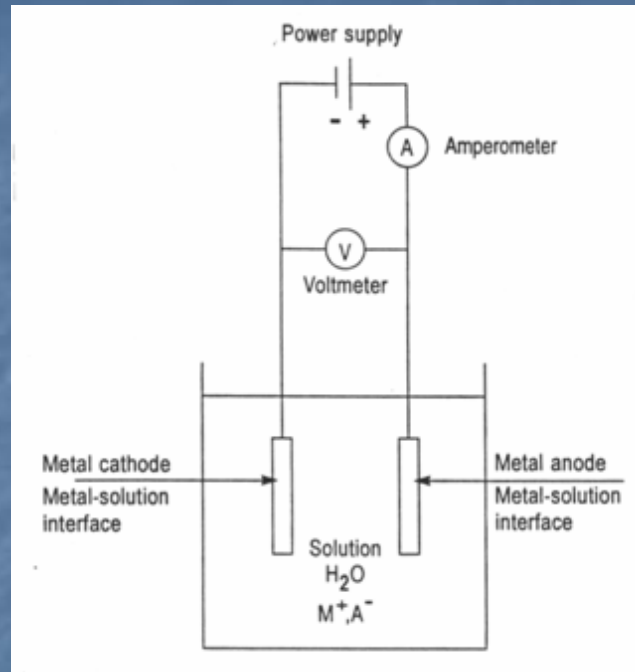 Power supply
- +
A
Amperometer
V
Voltmeter
Metal cathode
Metal-solution
interface
Metal anode
Metal-solution
interface
Solution
H₂O
M⁺,A⁻